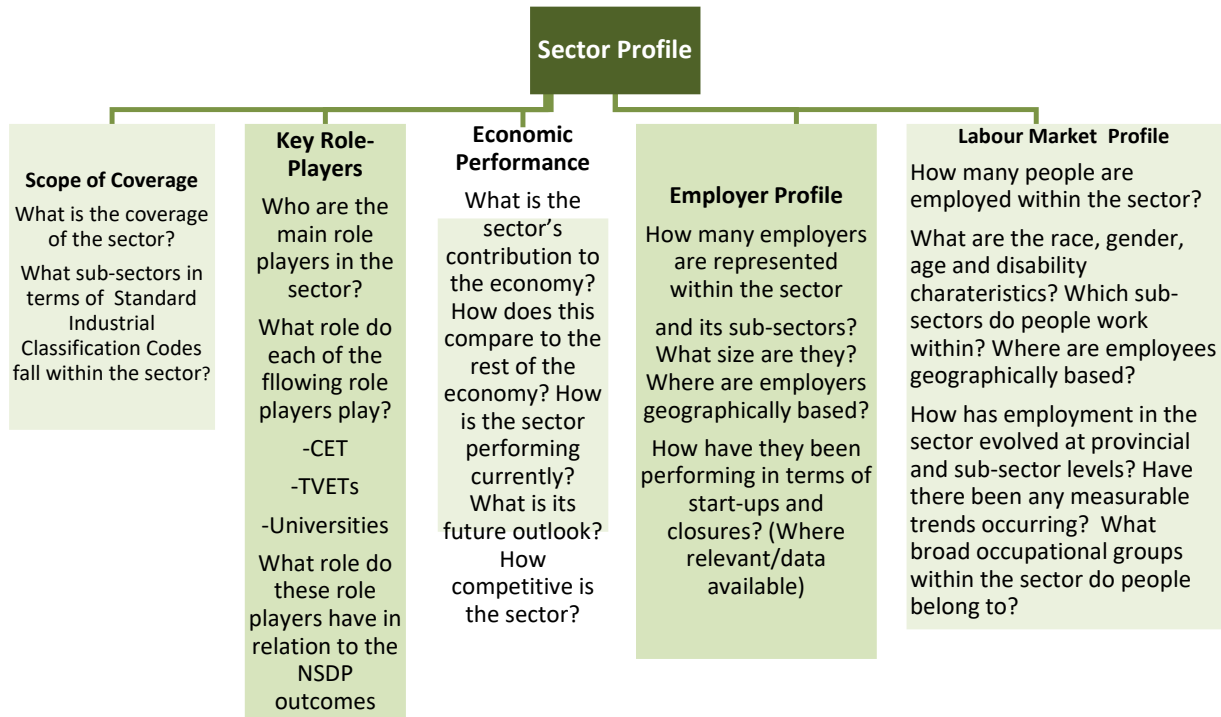 Sector Profile
Scope of Coverage
What is the coverage
of the sector?
What sub-sectors in
terms of  Standard
Industrial
Classification Codes
fall within the sector?
Key Role-
Players
Who are the
main role
players in the
sector?
What role do
each of the
fllowing role
players play?
-CET
-TVETs
-Universities
What role do
these role
players have in
relation to the
NSDP
outcomes
Economic
Performance
What is the
sector’s
contribution to
the economy?
How does this
compare to the
rest of the
economy? How
is the sector
performing
currently?
What is its
future outlook?
How
competitive is
the sector?
Employer Profile
How many employers
are represented
within the sector
and its sub-sectors?
What size are they?
Where are employers
geographically based?
How have they been
performing in terms of
start-ups and
closures? (Where
relevant/data
available)
Labour Market  Profile
How many people are
employed within the sector?
What are the race, gender,
age and disability
charateristics? Which sub-
sectors do people work
within? Where are employees
geographically based?
How has employment in the
sector evolved at provincial
and sub-sector levels? Have
there been any measurable
trends occurring?  What
broad occupational groups
within the sector do people
belong to?